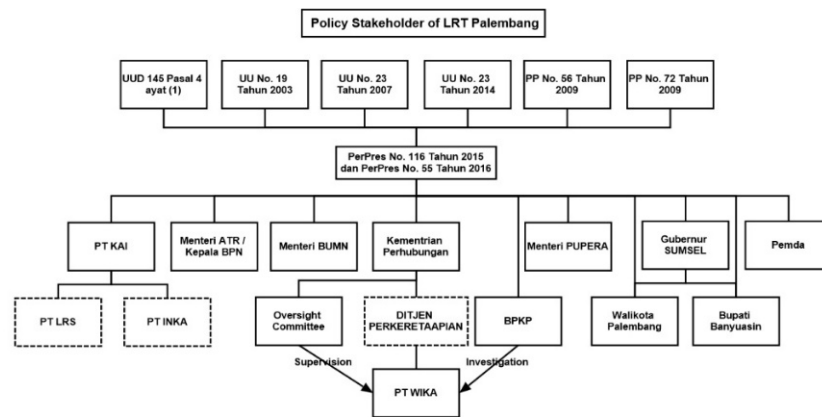 Policy Stakeholder of LRT Palembang
UUD 145 Pasal 4
ayat (1)
UU No. 19
Tahun 2003
UU No. 23
Tahun 2007
UU No. 23
Tahun 2014
PP No. 56 Tahun
2009
PP No. 72 Tahun
2009
PerPres No. 116 Tahun 2015
dan PerPres No. 55 Tahun 2016
PT KAI
Menteri ATR /
Kepala BPN
Menteri BUMN
Kementrian
Perhubungan
Menteri PUPERA
Gubernur
SUMSEL
Pemda
PT LRS
PT INKA
Oversight
Committee
DITJEN
PERKERETAAPIAN
BPKP
Walikota
Palembang
Bupati
Banyuasin
Supervision
Investigation
PT WIKA